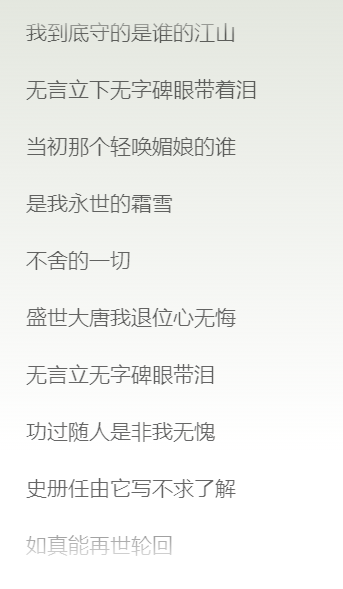 我到底守的是谁的江山
无言立下无字碑眼带着泪
当初那个轻唤媚娘的谁
是我永世的霜雪
不舍的一切
盛世大唐我退位心无悔
无言立无字碑眼带泪
功过随人是非我无愧
史册任由它写不求了解
如真能再世轮回